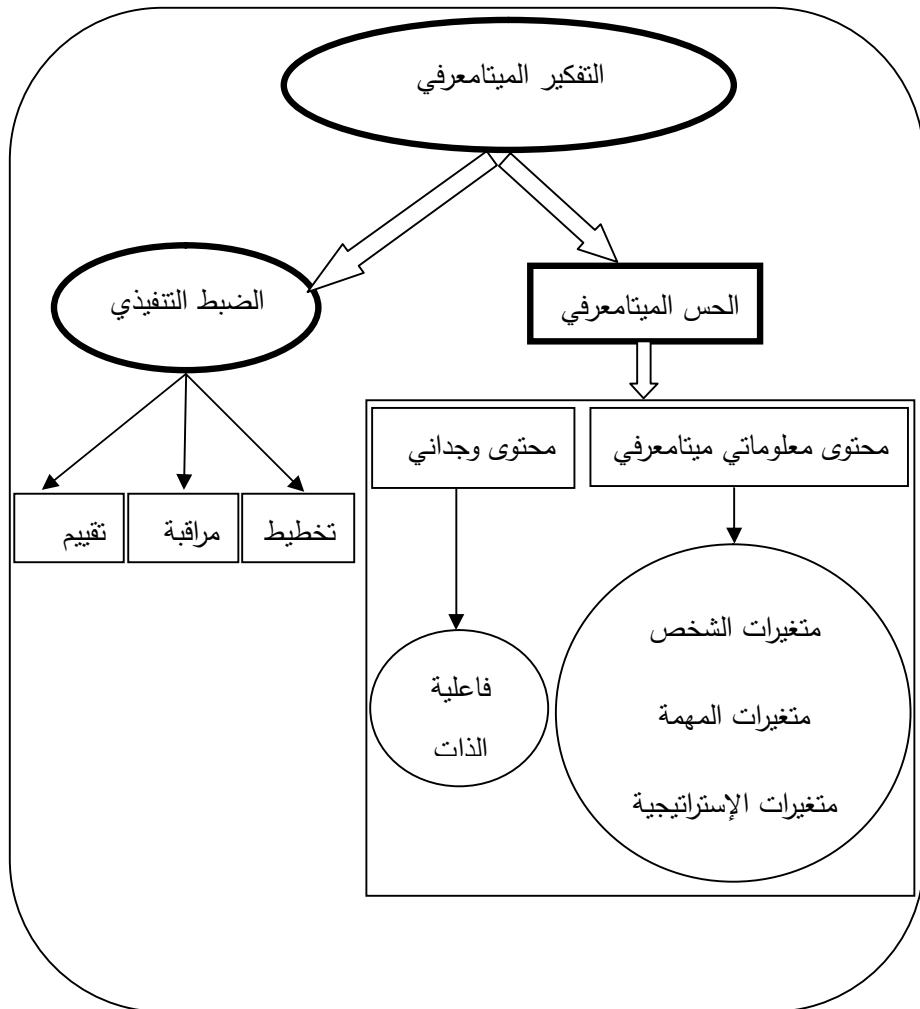 التفكير الميتامعرفي
الحس الميتامعرفي
الضبط التنفيذي
محتوى معلوماتي ميتامعرفي
محتوى وجداني
تخطيط
مراقبة
تقييم
متغيرات الشخص
متغيرات المهمة
متغيرات الإستراتيجية
فاعلية
الذات